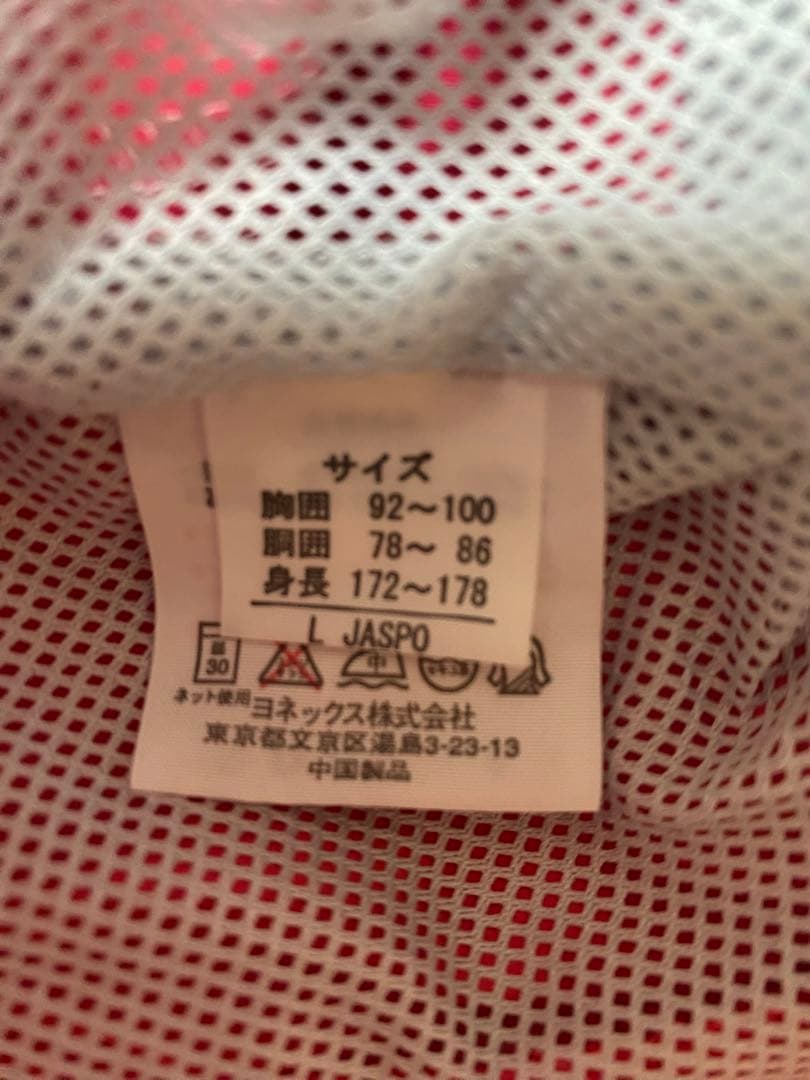 サイズ
胸囲 92〜100
胴囲 78〜 86
身長 172〜178
L JASPO
30
中
ネット使用
ヨネックス株式会社
東京都文京区湯島3-23-13
中国製品